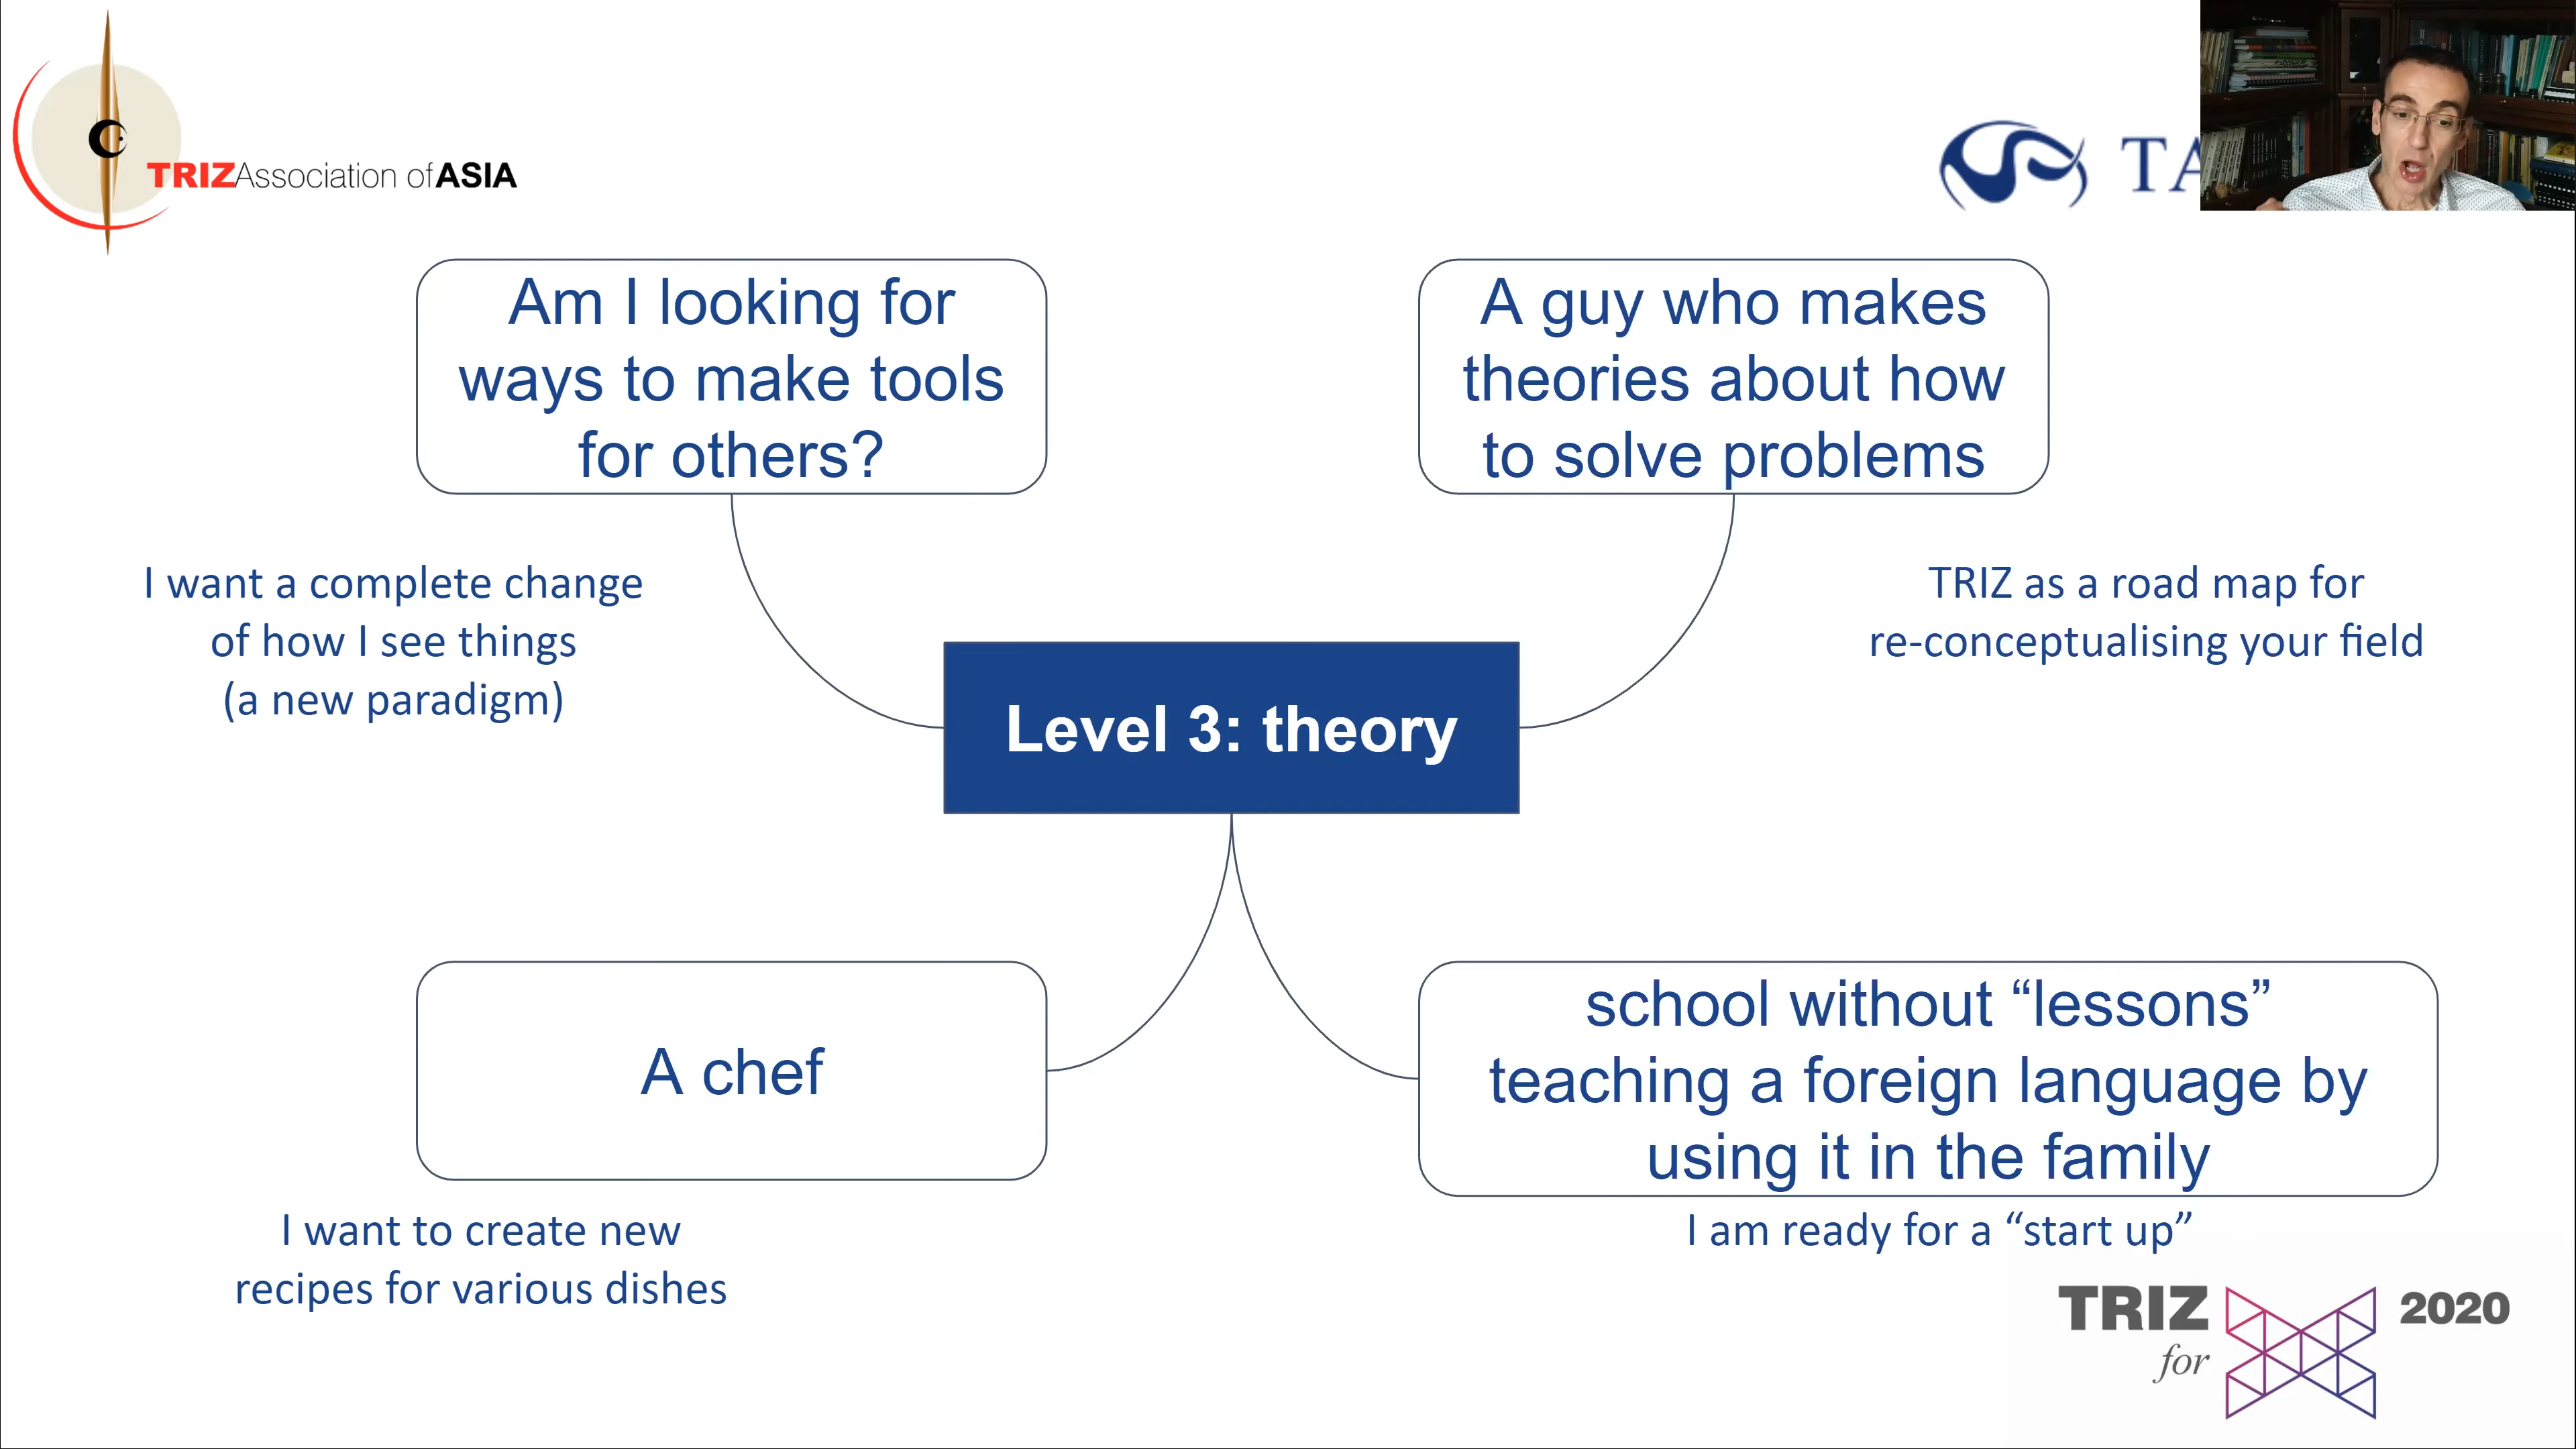 TRIZ Association of ASIA
TA
Am I looking for
ways to make tools
for others?
A guy who makes
theories about how
to solve problems
I want a complete change
of how I see things
(a new paradigm)
TRIZ as a road map for
re-conceptualising your field
Level 3: theory
A chef
school without “lessons”
teaching a foreign language by
using it in the family
I want to create new
recipes for various dishes
I am ready for a “start up”
TRIZ
for
2020